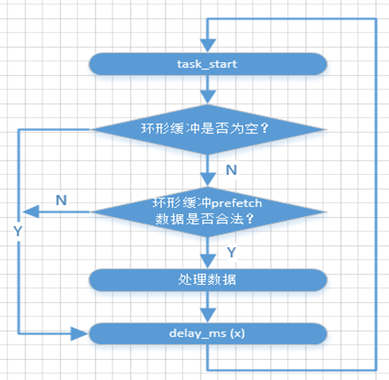 task_start
环形缓冲是否为空？
N
环形缓冲prefetch
数据是否合法？
N
Y
Y
处理数据
delay_ms (x)